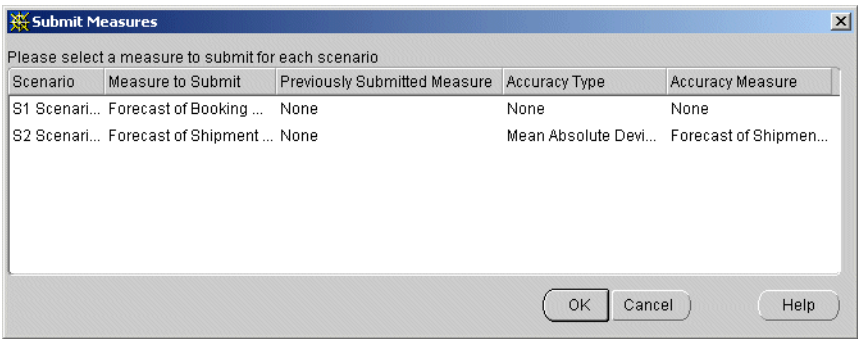 Submit Measures
Please select a measure to submit for each scenario
Scenario Measure to Submit Previously Submitted Measure Accuracy Type Accuracy Measure
S1 Scenari... Forecast of Booking ... None None None
S2 Scenari... Forecast of Shipment ... None Mean Absolute Devi... Forecast of Shipmen...
OK Cancel Help